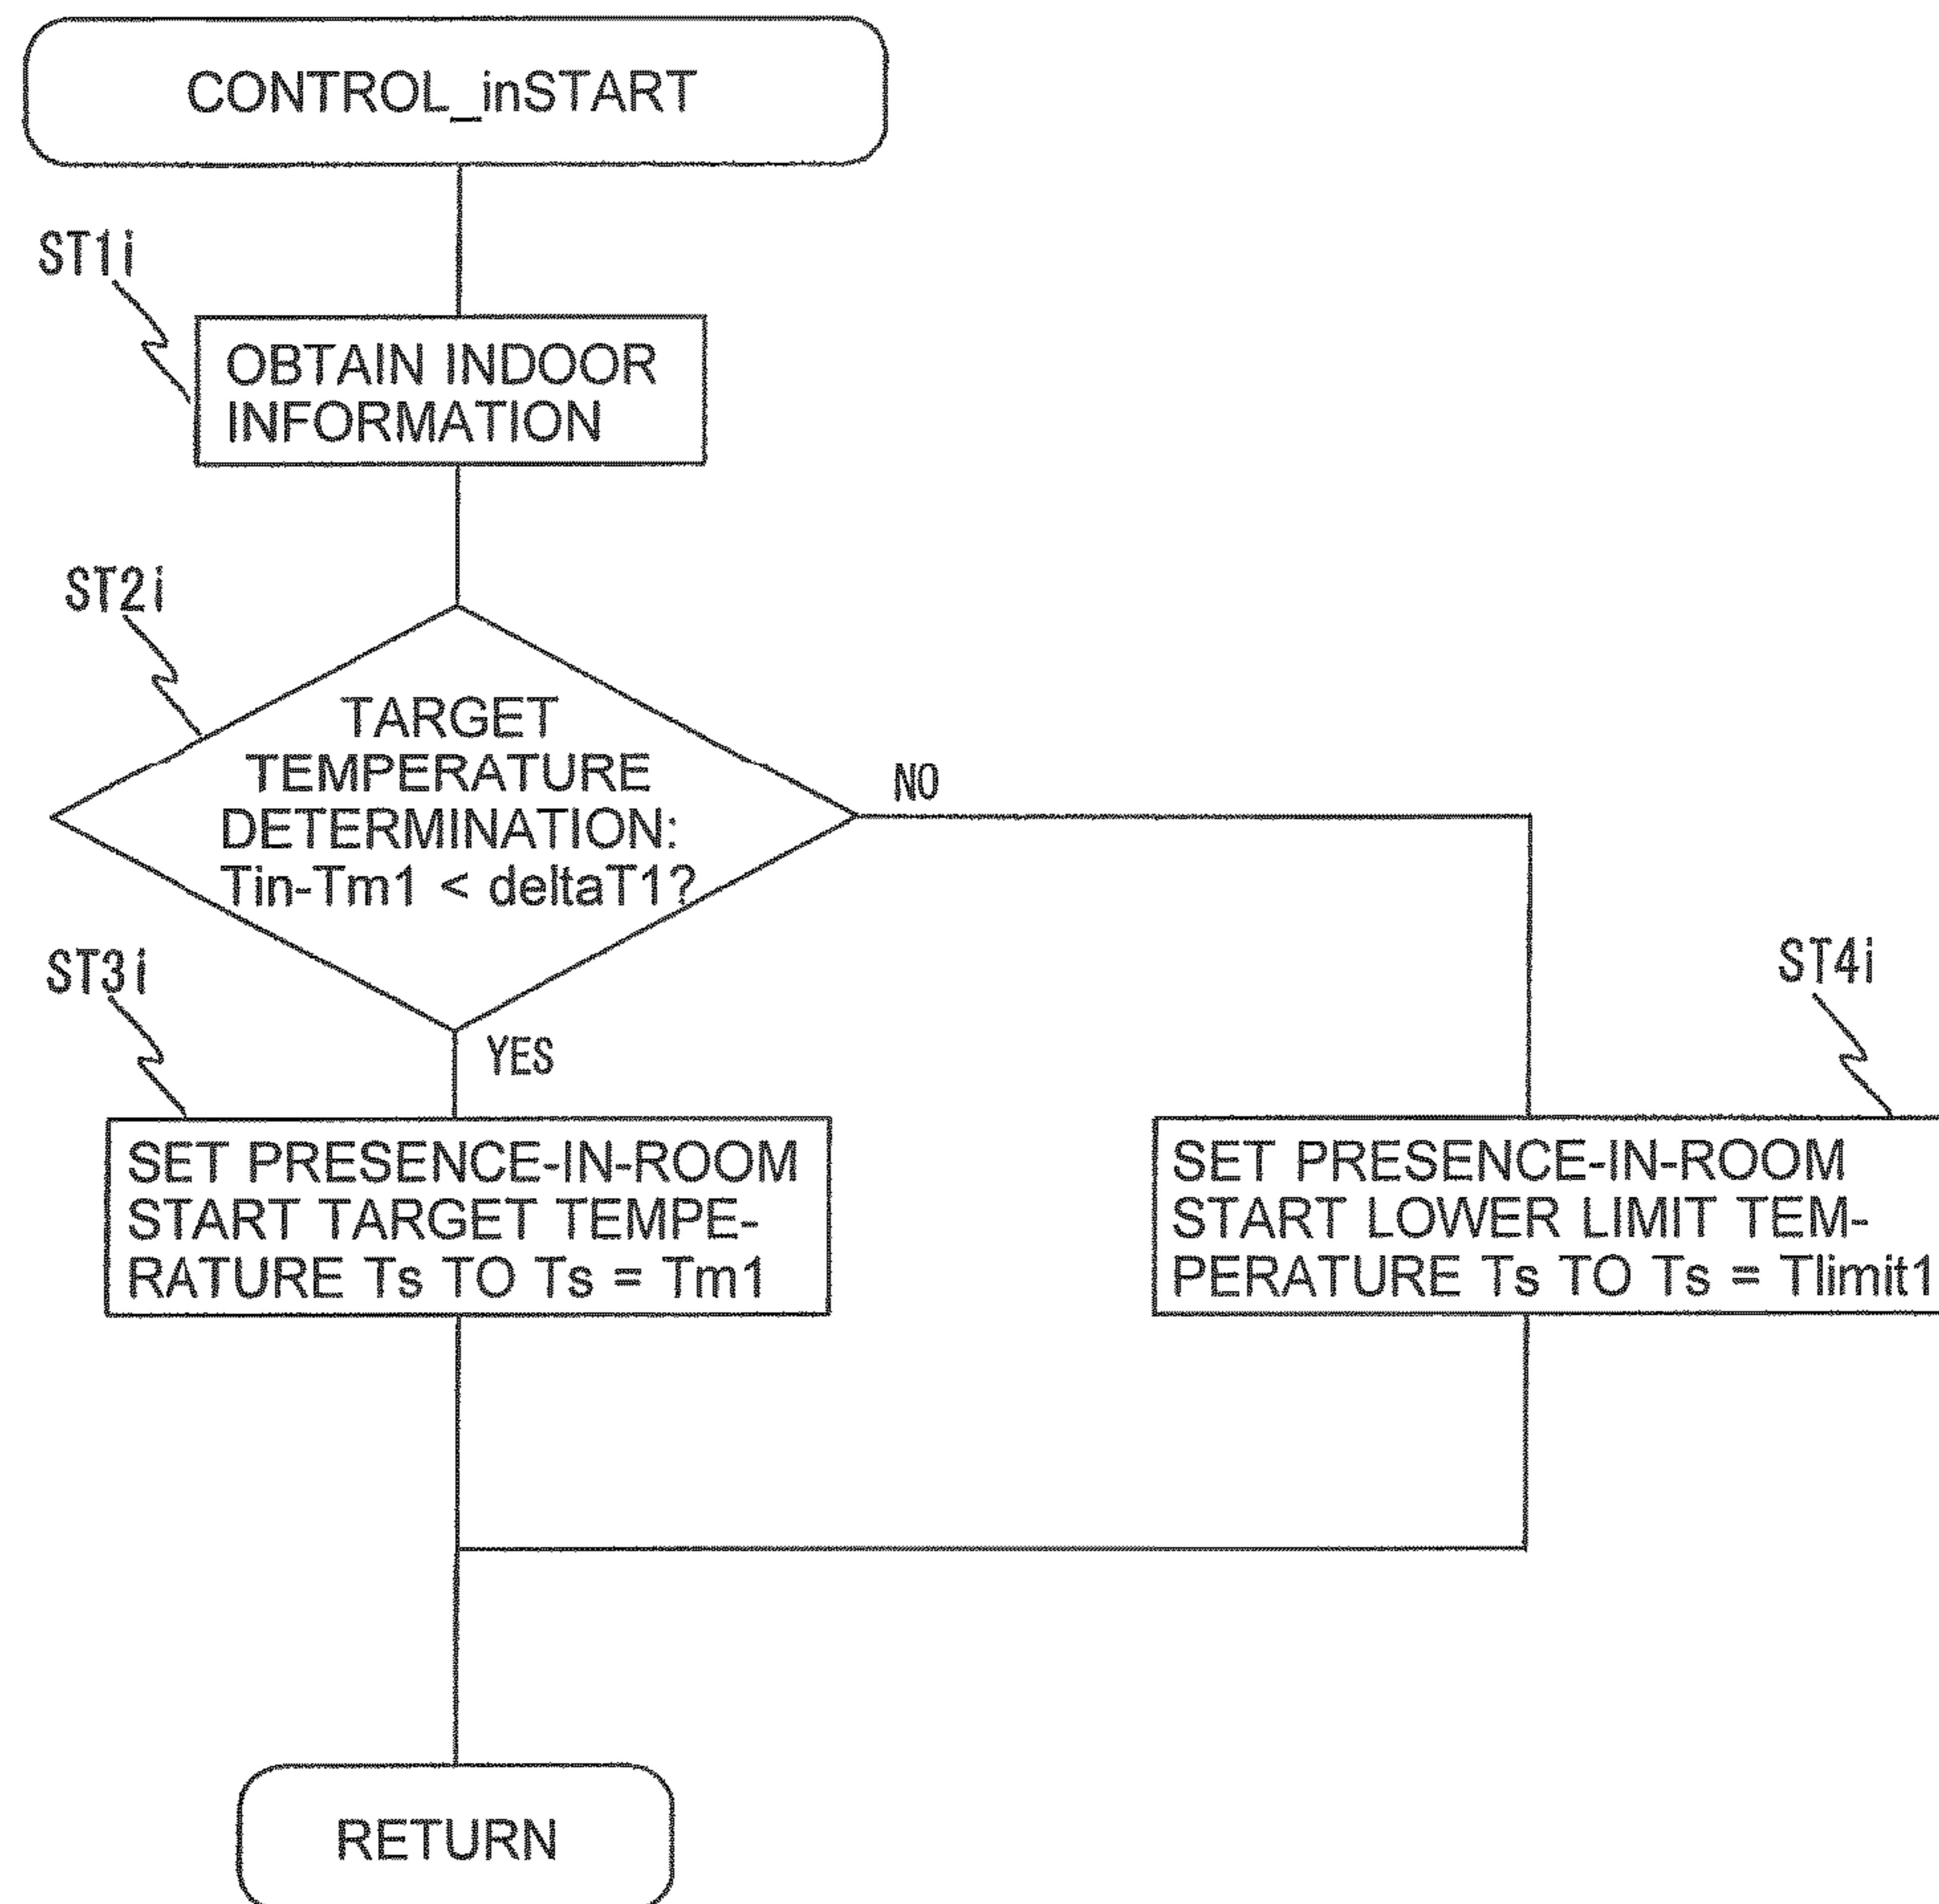 CONTROL_inSTART
ST1i
OBTAIN INDOOR
INFORMATION
ST2i
TARGET
TEMPERATURE
DETERMINATION:
Tin-Tm1 < deltaT1?
NO
ST3i
YES
SET PRESENCE-IN-ROOM
START TARGET TEMPE-
RATURE Ts TO Ts = Tm1
ST4i
SET PRESENCE-IN-ROOM
START LOWER LIMIT TEM-
PERATURE Ts TO Ts = Tlimit1
RETURN